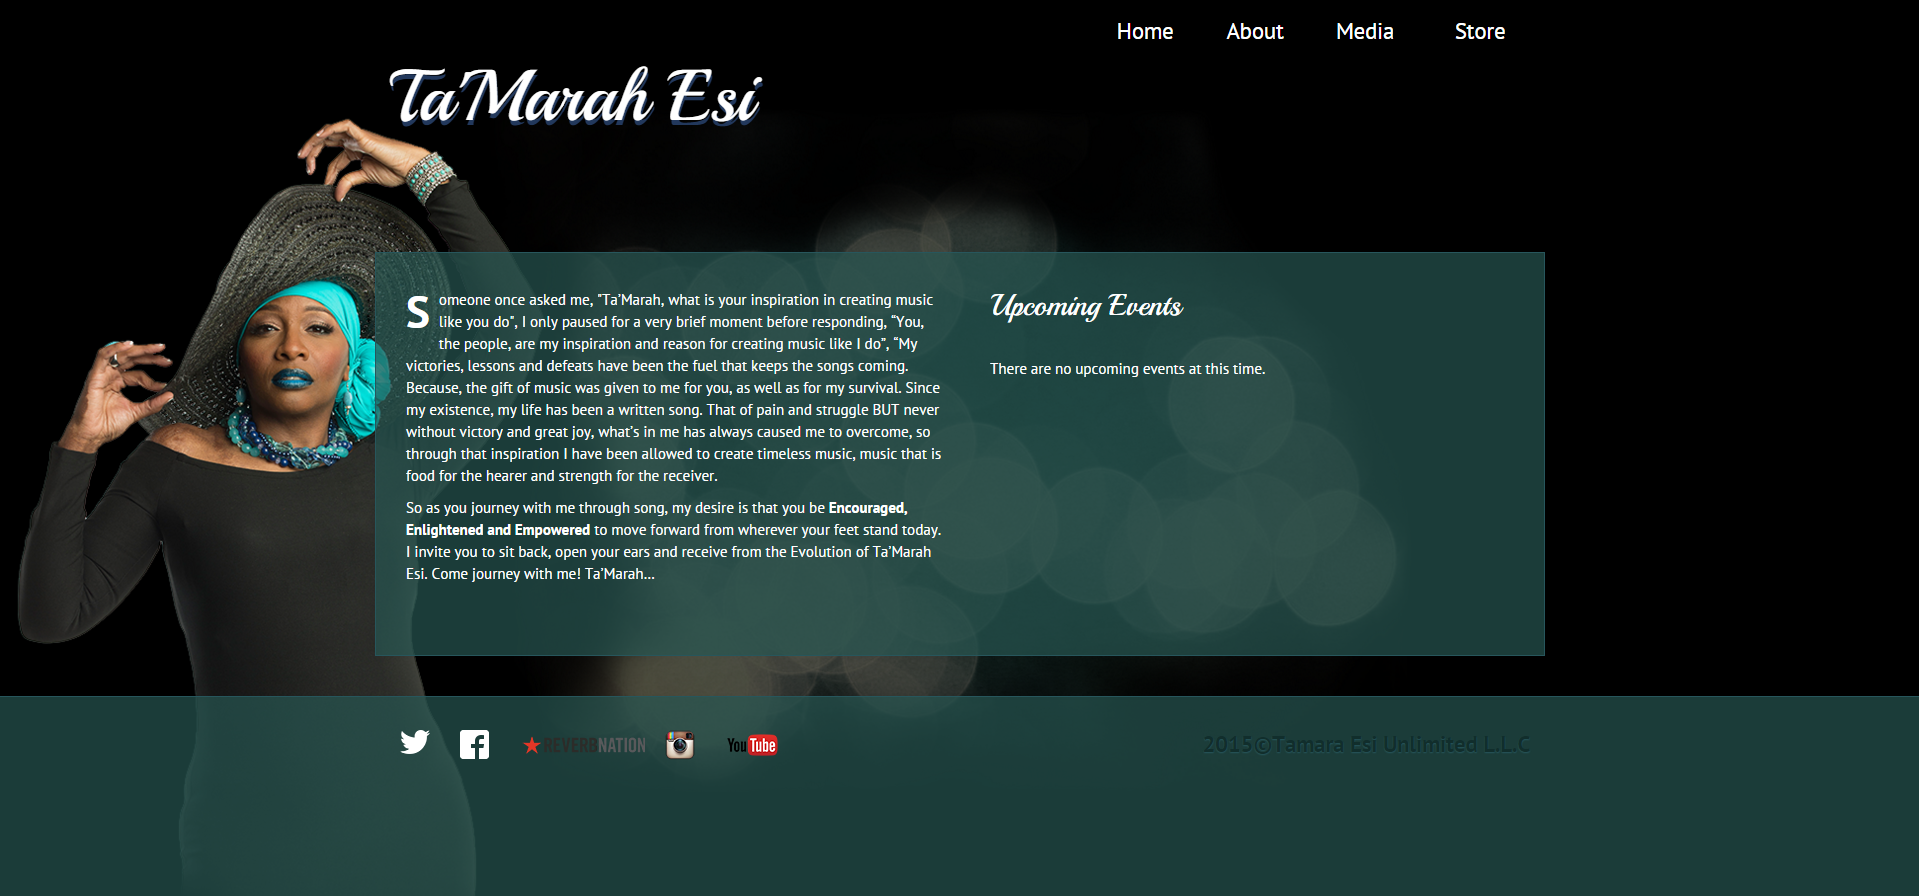 Home About Media Store
Ta'Marah Esi
Someone once asked me, "Ta'Marah, what is your inspiration in creating music
like you do", I only paused for a very brief moment before responding, “You,
the people, are my inspiration and reason for creating music like I do”, “My
victories, lessons and defeats have been the fuel that keeps the songs coming.
Because, the gift of music was given to me for you, as well as for my survival. Since
my existence, my life has been a written song. That of pain and struggle BUT never
without victory and great joy, what’s in me has always caused me to overcome, so
through that inspiration I have been allowed to create timeless music, music that is
food for the hearer and strength for the receiver.
So as you journey with me through song, my desire is that you be Encouraged,
Enlightened and Empowered to move forward from wherever your feet stand today.
I invite you to sit back, open your ears and receive from the Evolution of Ta’Marah
Esi. Come journey with me! Ta’Marah...
Upcoming Events
There are no upcoming events at this time.
REVERBNATION
YouTube
2015©Tamara Esi Unlimited L.L.C